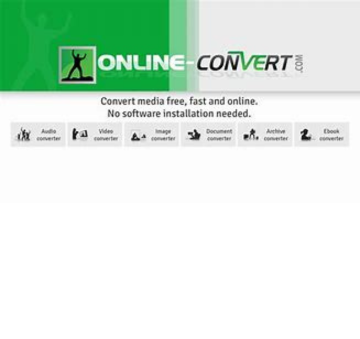 ONLINE-CONVERT.COM
Convert media free, fast and online.
No software installation needed.
Audio converter
Video converter
Image converter
Document converter
Archive converter
Ebook converter